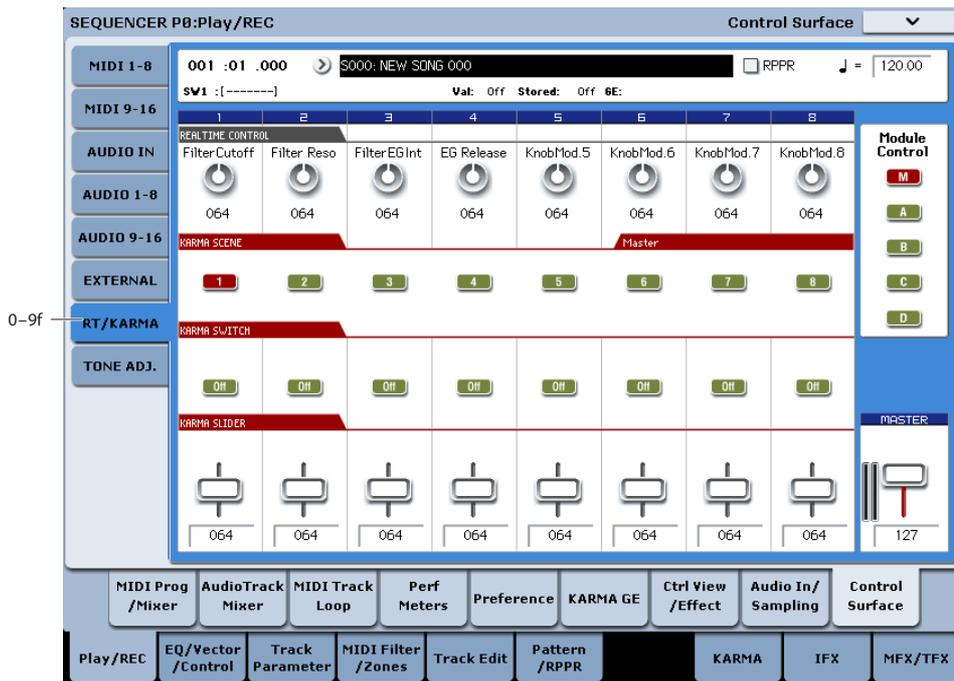 SEQUENCER P0:Play/REC Control Surface
MIDI 1-8
MIDI 9-16
AUDIO IN
AUDIO 1-8
AUDIO 9-16
EXTERNAL
0–9f
RT/KARMA
TONE ADJ.
001 :01 .000 S000: NEW SONG 000 RPPR ♩ = 120.00
SW1 :[-------] Val: Off Stored: Off GE:
1 2 3 4 5 6 7 8
REALTIME CONTROL
FilterCutoff Filter Reso FilterEGInt EG Release KnobMod.5 KnobMod.6 KnobMod.7 KnobMod.8
064 064 064 064 064 064 064 064
KARMA SCENE Master
1 2 3 4 5 6 7 8
KARMA SWITCH
Off Off Off Off Off Off Off Off
KARMA SLIDER
064 064 064 064 064 064 064 064
Module
Control
M
A
B
C
D
MASTER
127
MIDI Prog
/Mixer
AudioTrack
Mixer
MIDI Track
Loop
Perf
Meters
Preference
KARMA GE
Ctrl View
/Effect
Audio In/
Sampling
Control
Surface
Play/REC
EQ/Vector
/Control
Track
Parameter
MIDI Filter
/Zones
Track Edit
Pattern
/RPPR
KARMA
IFX
MFX/TFX